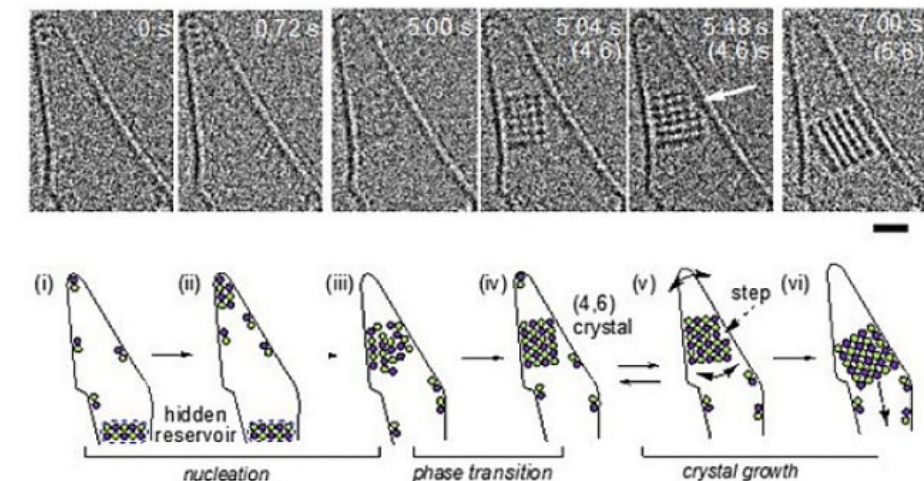 0 s
0.72 s
5.00 s
5.04 s
(4,6)
5.48 s
(4,6)s
7.00 s
(5,6)
(i)
(ii)
(iii)
(iv)
(v)
(vi)
(4,6)
crystal
step
hidden
reservoir
nucleation
phase transition
crystal growth